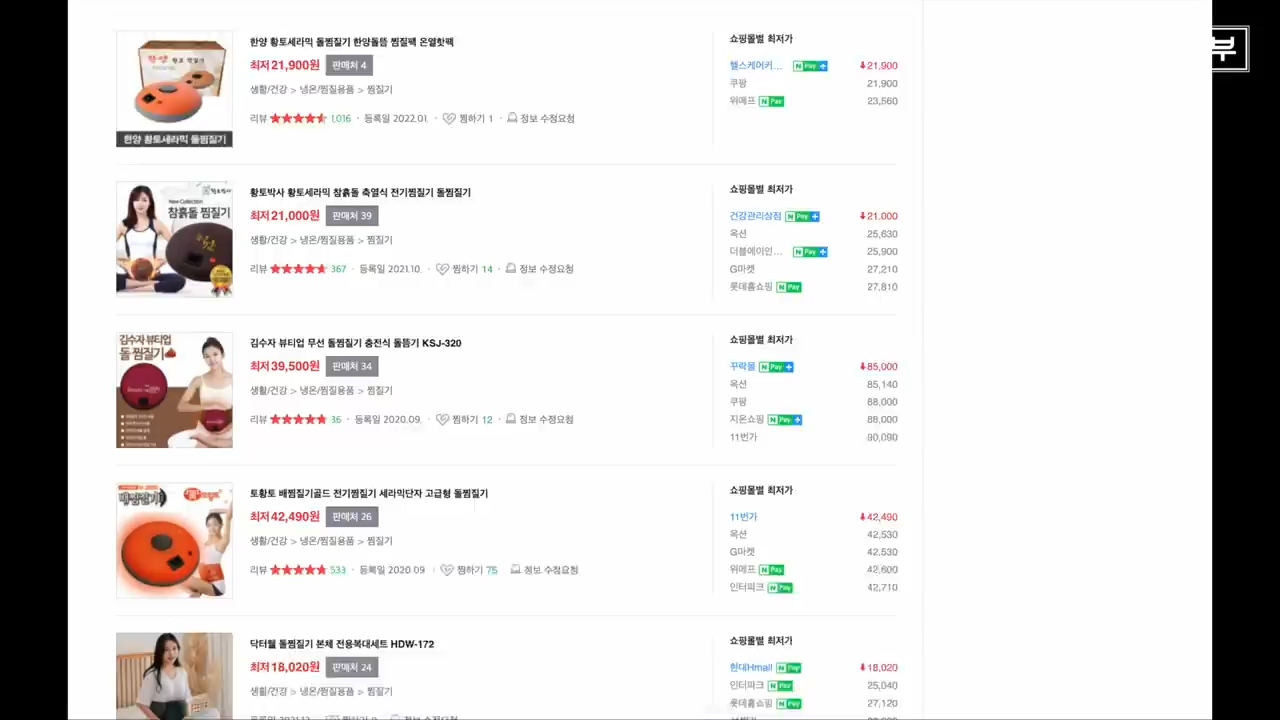 부
한양 황토세라믹 돌찜질기 한양돌뜸 찜질팩 온열핫팩
최저21,900원 판매처 4
생활/건강 > 냉온/찜질용품 > 찜질기
리뷰 1,016 · 등록일 2022.01. · 찜하기 1 · 정보 수정요청
한양 황토세라믹 돌찜질기
쇼핑몰별 최저가
헬스케어키... N Pay + 21,900
쿠팡 21,900
위메프 N Pay 23,560
황토박사 황토세라믹 참흙돌 축열식 전기찜질기 돌찜질기
최저21,000원 판매처 39
생활/건강 > 냉온/찜질용품 > 찜질기
리뷰 367 · 등록일 2021.10. · 찜하기 14 · 정보 수정요청
New Collection
참흙돌 찜질기
쇼핑몰별 최저가
건강관리상점 N Pay + 21,000
옥션 25,630
더블에이인... N Pay + 25,900
G마켓 27,210
롯데홈쇼핑 N Pay 27,810
김수자 뷰티업 무선 돌찜질기 충전식 돌뜸기 KSJ-320
최저39,500원 판매처 34
생활/건강 > 냉온/찜질용품 > 찜질기
리뷰 36 · 등록일 2020.09. · 찜하기 12 · 정보 수정요청
김수자 뷰티업
돌 찜질기
쇼핑몰별 최저가
꾸락몰 N Pay + 85,000
옥션 85,140
쿠팡 88,000
지온쇼핑 N Pay + 88,000
11번가 90,090
토황토 배찜질기골드 전기찜질기 세라믹단자 고급형 돌찜질기
최저42,490원 판매처 26
생활/건강 > 냉온/찜질용품 > 찜질기
리뷰 533 · 등록일 2020.09. · 찜하기 75 · 정보 수정요청
배찜질기
쇼핑몰별 최저가
11번가 42,490
옥션 42,530
G마켓 42,530
위메프 N Pay 42,600
인터파크 N Pay 42,710
닥터웰 돌찜질기 본체 전용복대세트 HDW-172
최저18,020원 판매처 24
생활/건강 > 냉온/찜질용품 > 찜질기
쇼핑몰별 최저가
현대Hmall N Pay 18,020
인터파크 N Pay 25,840
롯데홈쇼핑 N Pay 27,120